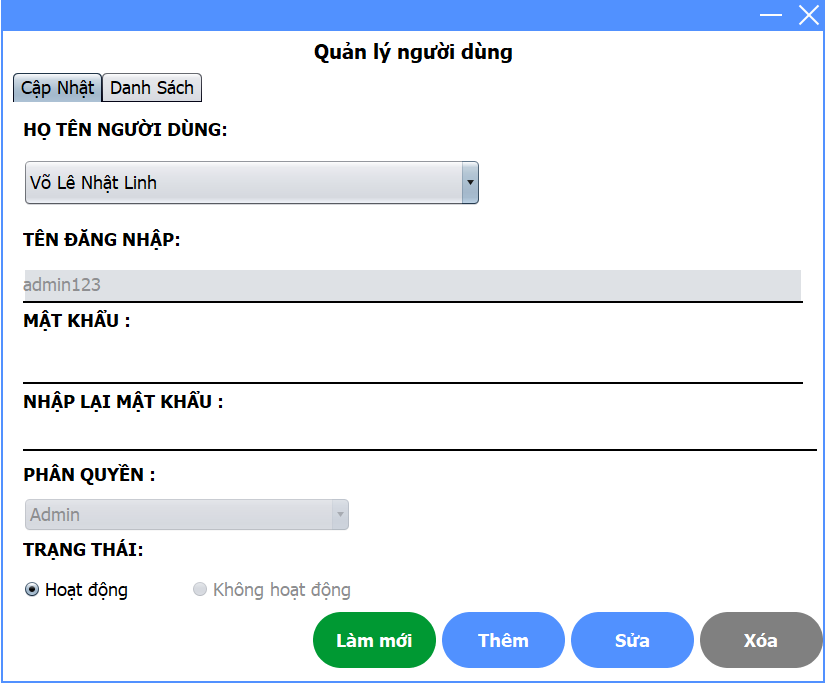 Quản lý người dùng
Cập Nhật Danh Sách
HỌ TÊN NGƯỜI DÙNG:
Võ Lê Nhật Linh
TÊN ĐĂNG NHẬP:
admin123
MẬT KHẨU :
NHẬP LẠI MẬT KHẨU :
PHÂN QUYỀN :
Admin
TRẠNG THÁI:
Hoạt động Không hoạt động
Làm mới Thêm Sửa Xóa